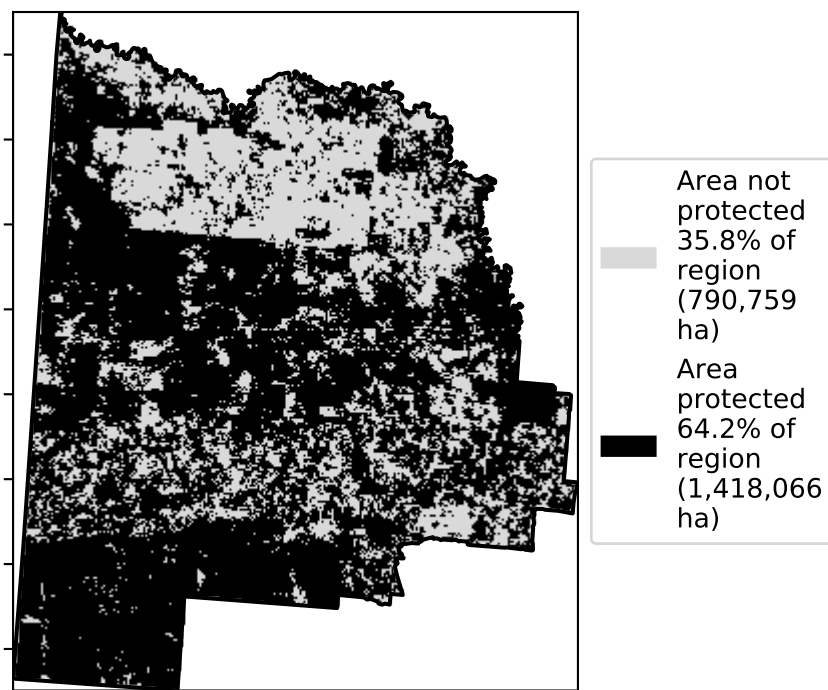 Area not
protected
35.8% of
region
(790,759
ha)
Area
protected
64.2% of
region
(1,418,066
ha)